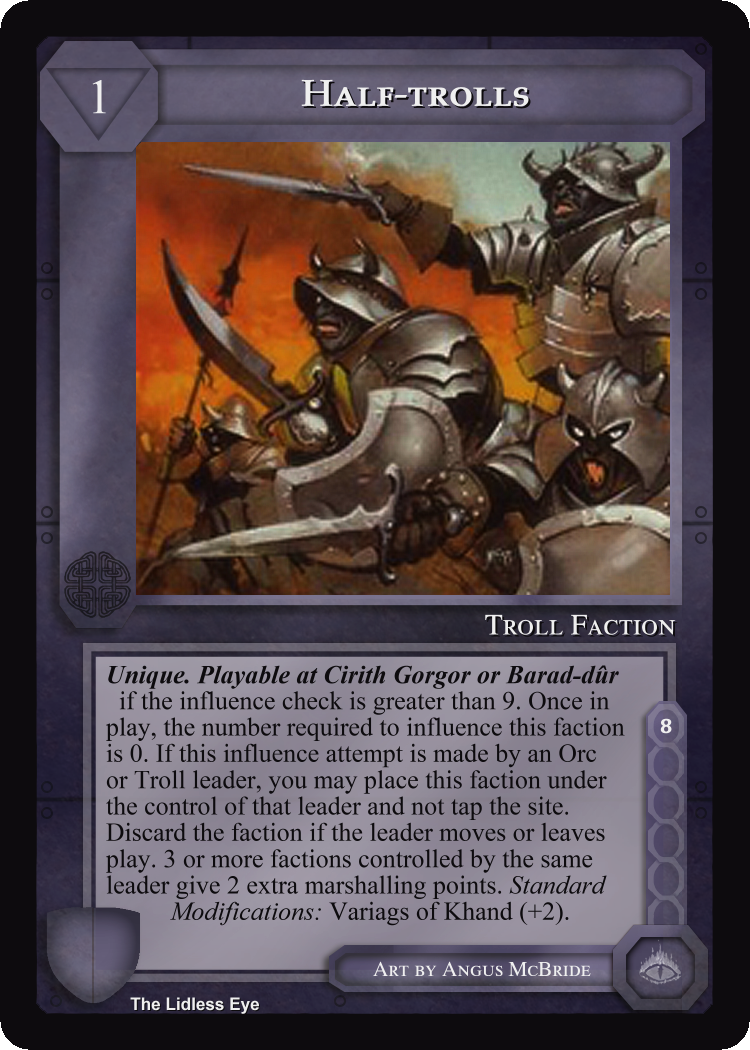 1
Half-trolls
Troll Faction
Unique. Playable at Cirith Gorgor or Barad-dûr
if the influence check is greater than 9. Once in
play, the number required to influence this faction
is 0. If this influence attempt is made by an Orc
or Troll leader, you may place this faction under
the control of that leader and not tap the site.
Discard the faction if the leader moves or leaves
play. 3 or more factions controlled by the same
leader give 2 extra marshalling points. Standard
Modifications: Variags of Khand (+2).
8
Art by Angus McBride
The Lidless Eye